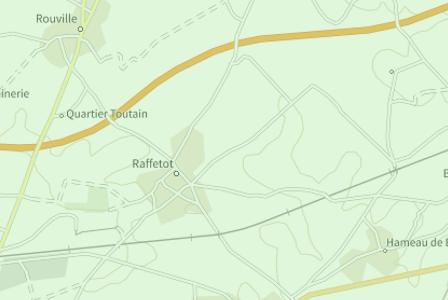 Rouville
inerie
Quartier Toutain
Raffetot
B
Hameau de B